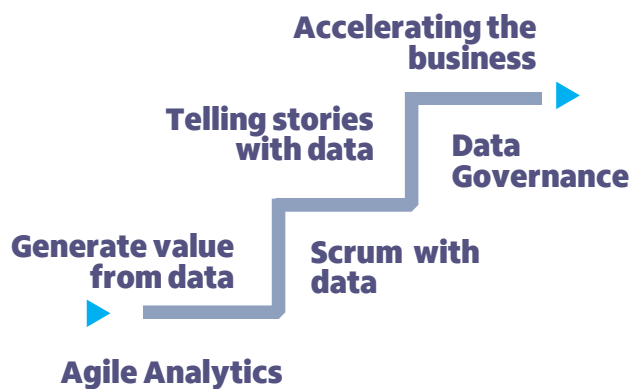 Accelerating the
business
Telling stories
with data
Data
Governance
Generate value
from data
Scrum with
data
Agile Analytics